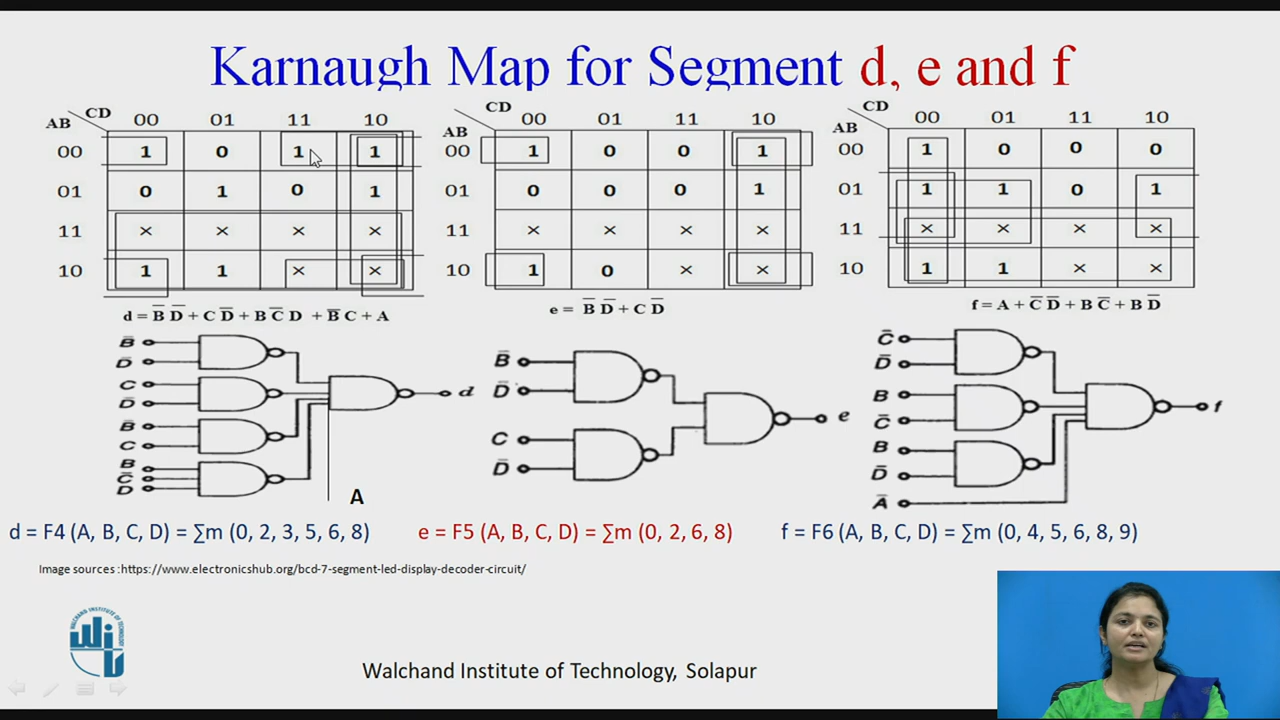 Karnaugh Map for Segment d, e and f
CD
AB
00 01 11 10
00 1 0 1 1
01 0 1 0 1
11 × × × ×
10 1 1 × ×
d = B̅ D̅ + C D̅ + B C̅ D + B̅ C + A
CD
AB
00 01 11 10
00 1 0 0 1
01 0 0 0 1
11 × × × ×
10 1 0 × ×
e = B̅ D̅ + C D̅
CD
AB
00 01 11 10
00 1 0 0 0
01 1 1 0 1
11 × × × ×
10 1 1 × ×
f = A + C̅ D̅ + B C̅ + B D̅
B̅
D̅
C
D̅
B̅
C
B
C̅
D
d
A
B̅
D̅
C
D̅
e
C̅
D̅
B
C̅
B
D̅
A̅
f
d = F4 (A, B, C, D) = ∑m (0, 2, 3, 5, 6, 8)
e = F5 (A, B, C, D) = ∑m (0, 2, 6, 8)
f = F6 (A, B, C, D) = ∑m (0, 4, 5, 6, 8, 9)
Image sources :https://www.electronicshub.org/bcd-7-segment-led-display-decoder-circuit/
WALCHAND INSTITUTE OF TECHNOLOGY
WIT
Walchand Institute of Technology, Solapur